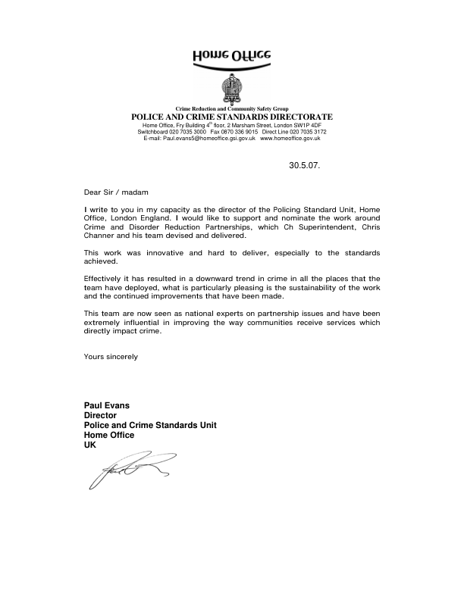 Home Office
Crime Reduction and Community Safety Group
POLICE AND CRIME STANDARDS DIRECTORATE
Home Office, Fry Building 4th floor, 2 Marsham Street, London SW1P 4DF
Switchboard 020 7035 3000   Fax 0870 336 9015   Direct Line 020 7035 3172
E-mail: Paul.evans5@homeoffice.gsi.gov.uk   www.homeoffice.gov.uk
30.5.07.
Dear Sir / madam
I write to you in my capacity as the director of the Policing Standard Unit, Home
Office, London England. I would like to support and nominate the work around
Crime and Disorder Reduction Partnerships, which Ch Superintendent, Chris
Channer and his team devised and delivered.
This work was innovative and hard to deliver, especially to the standards
achieved.
Effectively it has resulted in a downward trend in crime in all the places that the
team have deployed, what is particularly pleasing is the sustainability of the work
and the continued improvements that have been made.
This team are now seen as national experts on partnership issues and have been
extremely influential in improving the way communities receive services which
directly impact crime.
Yours sincerely
Paul Evans
Director
Police and Crime Standards Unit
Home Office
UK